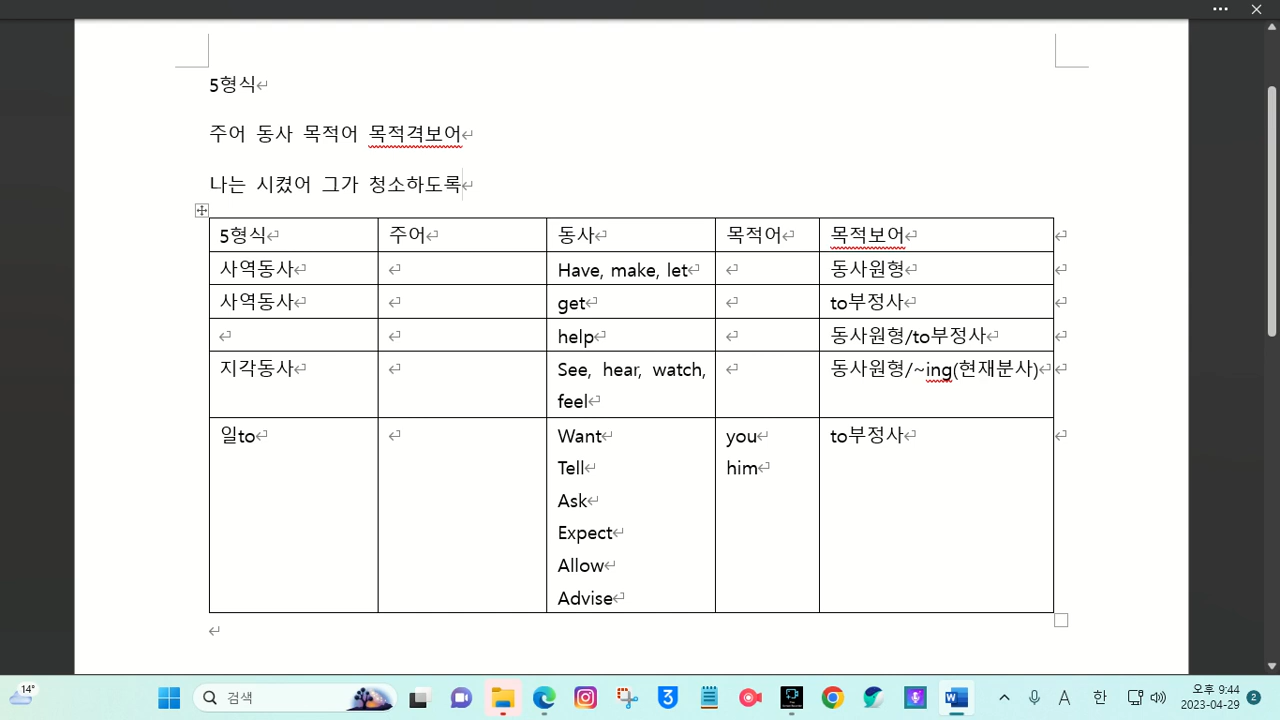 5형식
주어 동사 목적어 목적격보어
나는 시켰어 그가 청소하도록
5형식 주어 동사 목적어 목적보어
사역동사 Have, make, let 동사원형
사역동사 get to부정사
help 동사원형/to부정사
지각동사 See, hear, watch, 동사원형/~ing(현재분사)
feel
일to Want you to부정사
Tell him
Ask
Expect
Allow
Advise
14°
검색
3
A
한
오후 9:44
2023-04-29
2